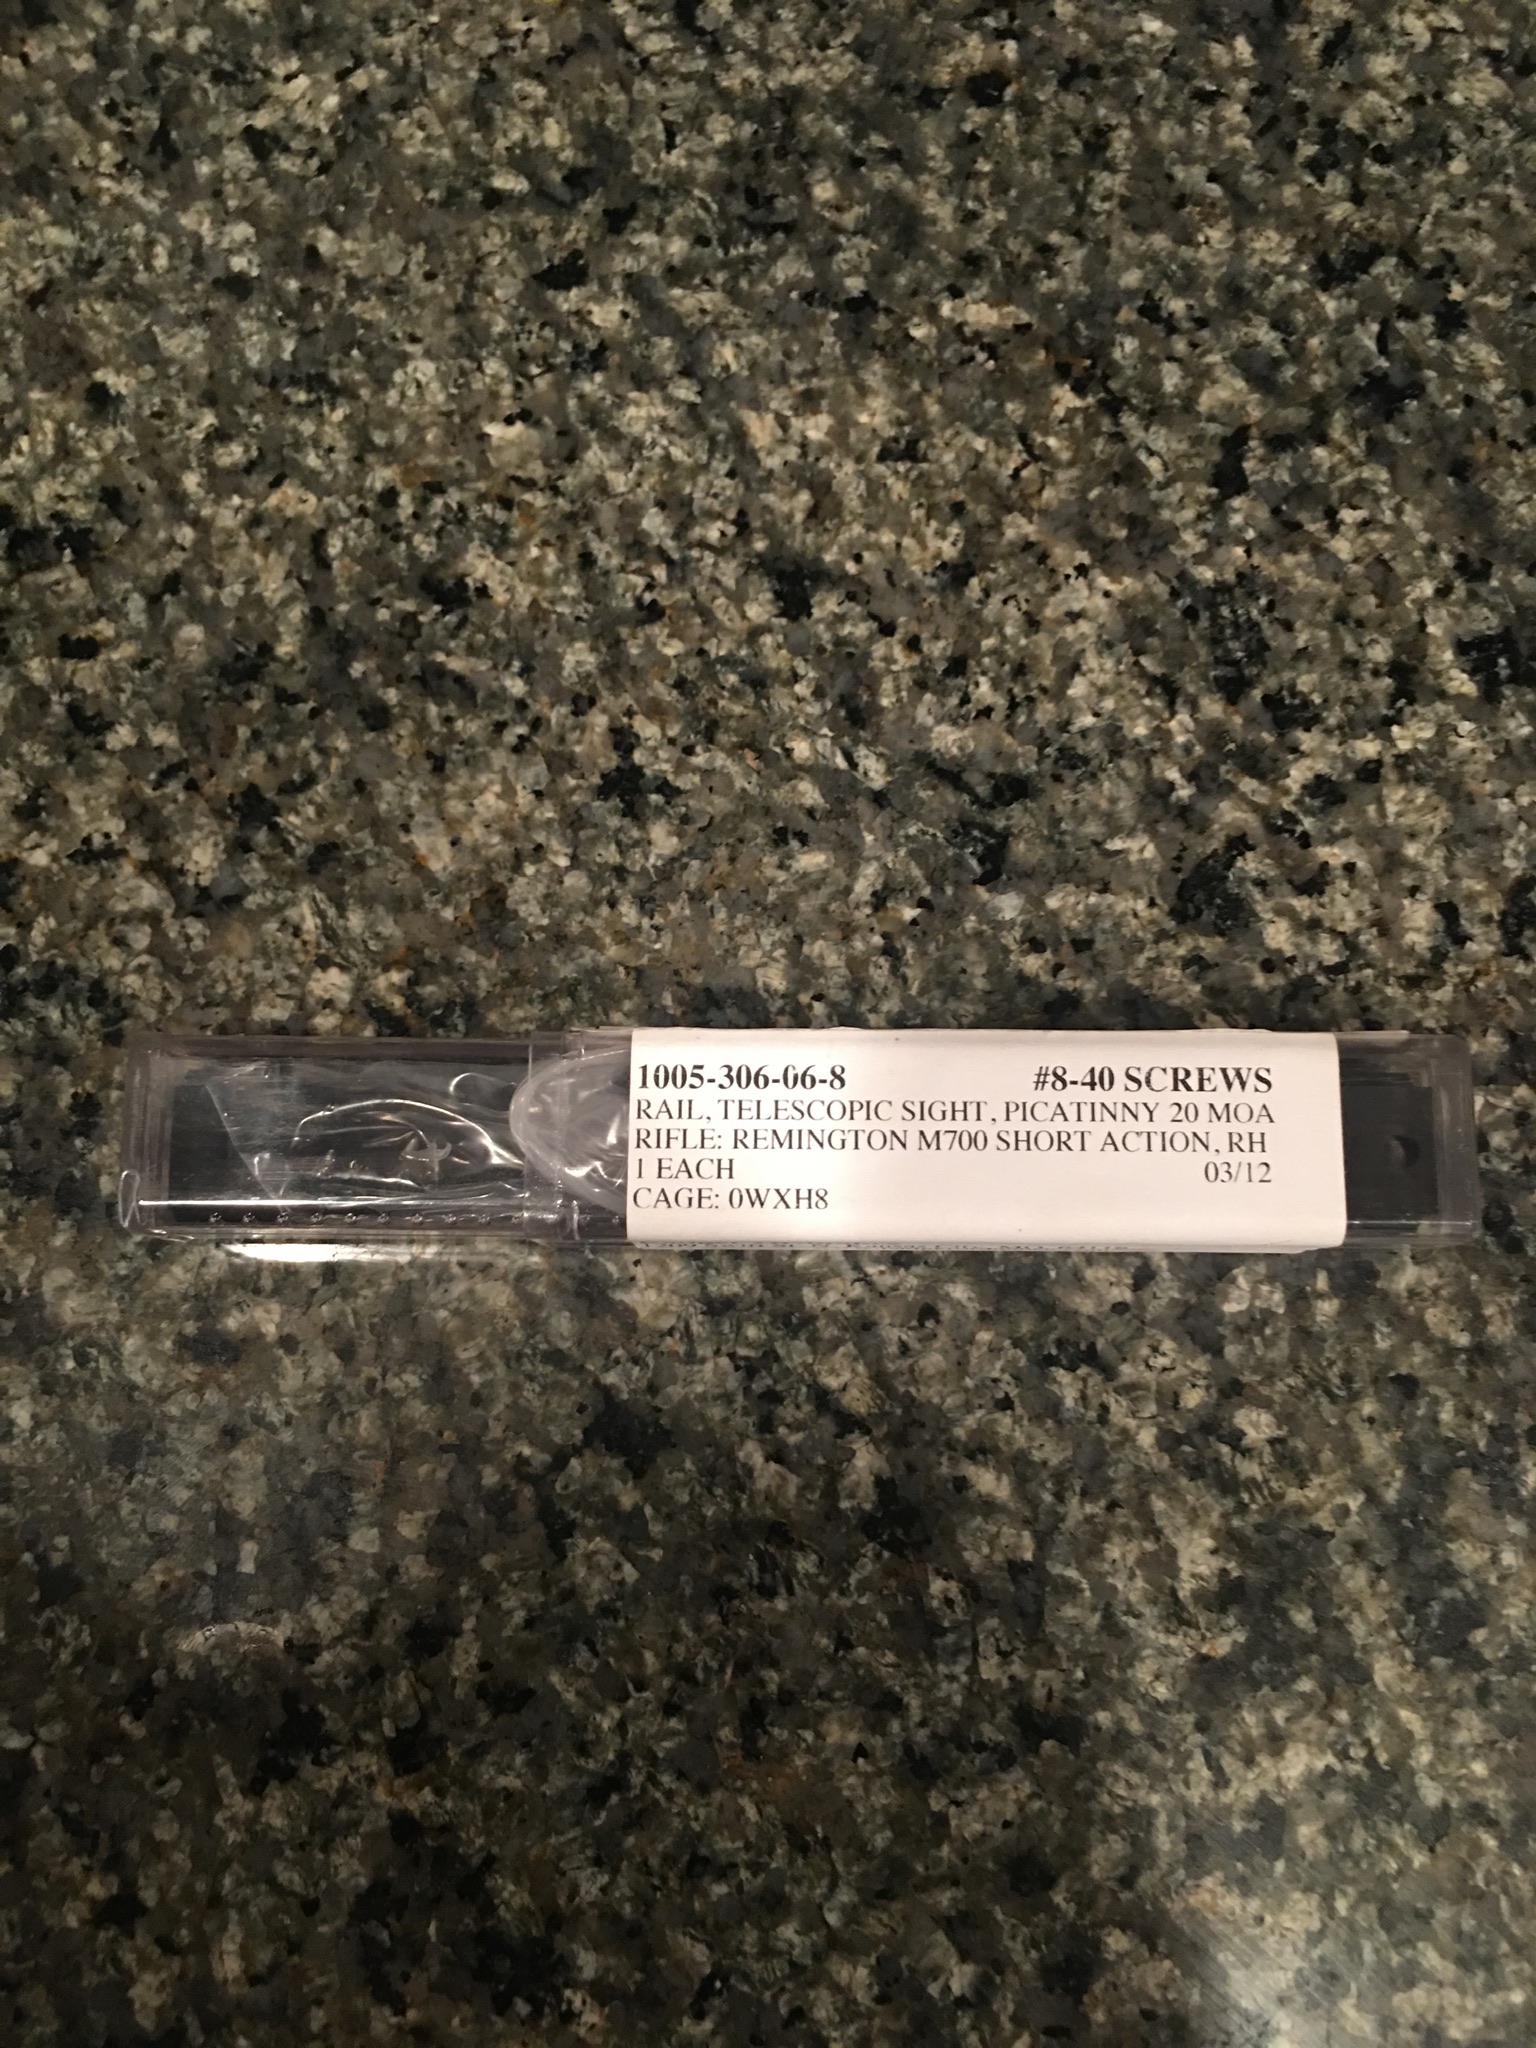 1005-306-06-8 #8-40 SCREWS
RAIL, TELESCOPIC SIGHT, PICATINNY 20 MOA
RIFLE: REMINGTON M700 SHORT ACTION, RH
1 EACH 03/12
CAGE: 0WXH8